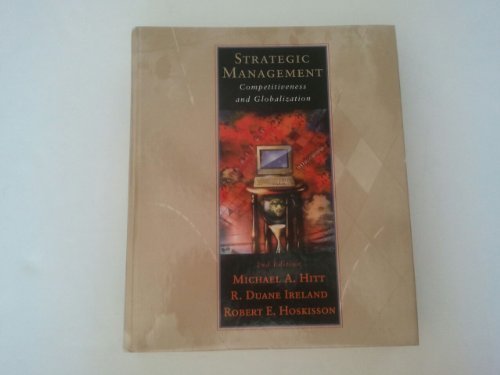 STRATEGIC
MANAGEMENT
Competitiveness
and Globalization
2nd Edition
MICHAEL A. HITT
R. DUANE IRELAND
ROBERT E. HOSKISSON